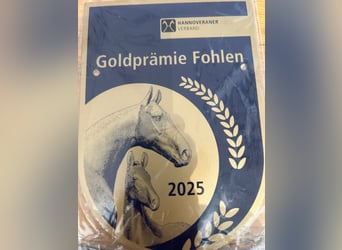 HANNOVERANER
VERBAND
Goldprämie Fohlen
2025